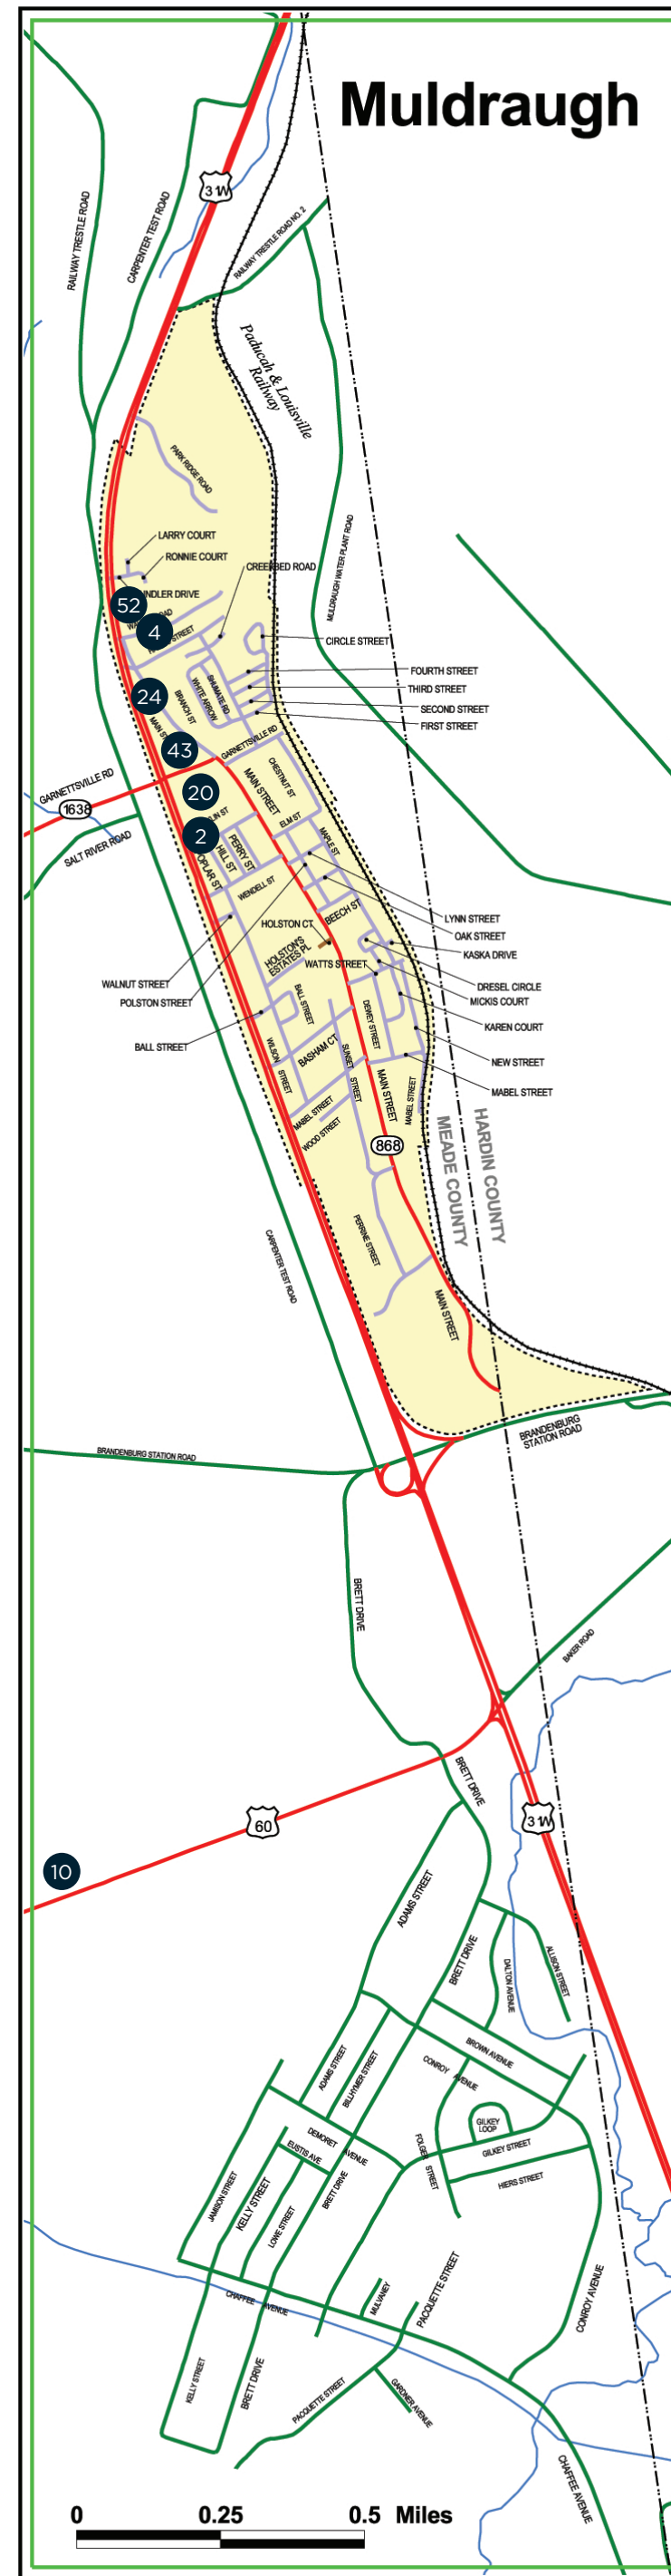 Muldraugh
31W
RAILWAY TRESTLE ROAD
CARPENTER TEST ROAD
RAILWAY TRESTLE ROAD NO. 2
Paducah & Louisville
Railway
PARK RIDGE ROAD
MULDRAUGH WATER PLANT ROAD
LARRY COURT
RONNIE COURT
CREEKBED ROAD
NDLER DRIVE
52
4
CIRCLE STREET
FOURTH STREET
THIRD STREET
SECOND STREET
FIRST STREET
24
BRANCH ST
WHITE ARROW
SHUMATE RD
MAIN ST
43
GARNETTSVILLE RD
CHESTNUT ST
MAIN STREET
GARNETTSVILLE RD
1638
20
SALT RIVER ROAD
2
ELM ST
MAPLE ST
PERRY ST
HILL ST
OPLAR ST
WENDELL ST
BEECH ST
LYNN STREET
OAK STREET
KASKA DRIVE
HOLSTON CT
HOLSTON'S
ESTATES PL
WATTS STREET
WALNUT STREET
POLSTON STREET
DRESEL CIRCLE
MICKIS COURT
KAREN COURT
BALL STREET
BALL STREET
DEWEY STREET
NEW STREET
MABEL STREET
WILSON STREET
BASHAM CT
SUNSET STREET
MAIN STREET
MABEL STREET
MABEL STREET
WOOD STREET
868
MEADE COUNTY
HARDIN COUNTY
PERRINE STREET
CARPENTER TEST ROAD
MAIN STREET
BRANDENBURG
STATION ROAD
BRANDENBURG STATION ROAD
BRETT DRIVE
BAKER ROAD
BRETT DRIVE
31W
60
10
ADAMS STREET
BRETT DRIVE
DALTON AVENUE
ALLISON STREET
BROWN AVENUE
CONROY AVENUE
ADAMS STREET
BILLHYMER STREET
GILKEY
LOOP
GILKEY STREET
HIERS STREET
FOLGER STREET
DEMORET AVENUE
EUSTIS AVE
BRETT DRIVE
JAMISON STREET
KELLY STREET
LOWE STREET
CHAFFEE AVENUE
MULVANEY
PACQUETTE STREET
CONROY AVENUE
KELLY STREET
BRETT DRIVE
PACQUETTE STREET
GARDNER AVENUE
CHAFFEE AVENUE
0 0.25 0.5 Miles